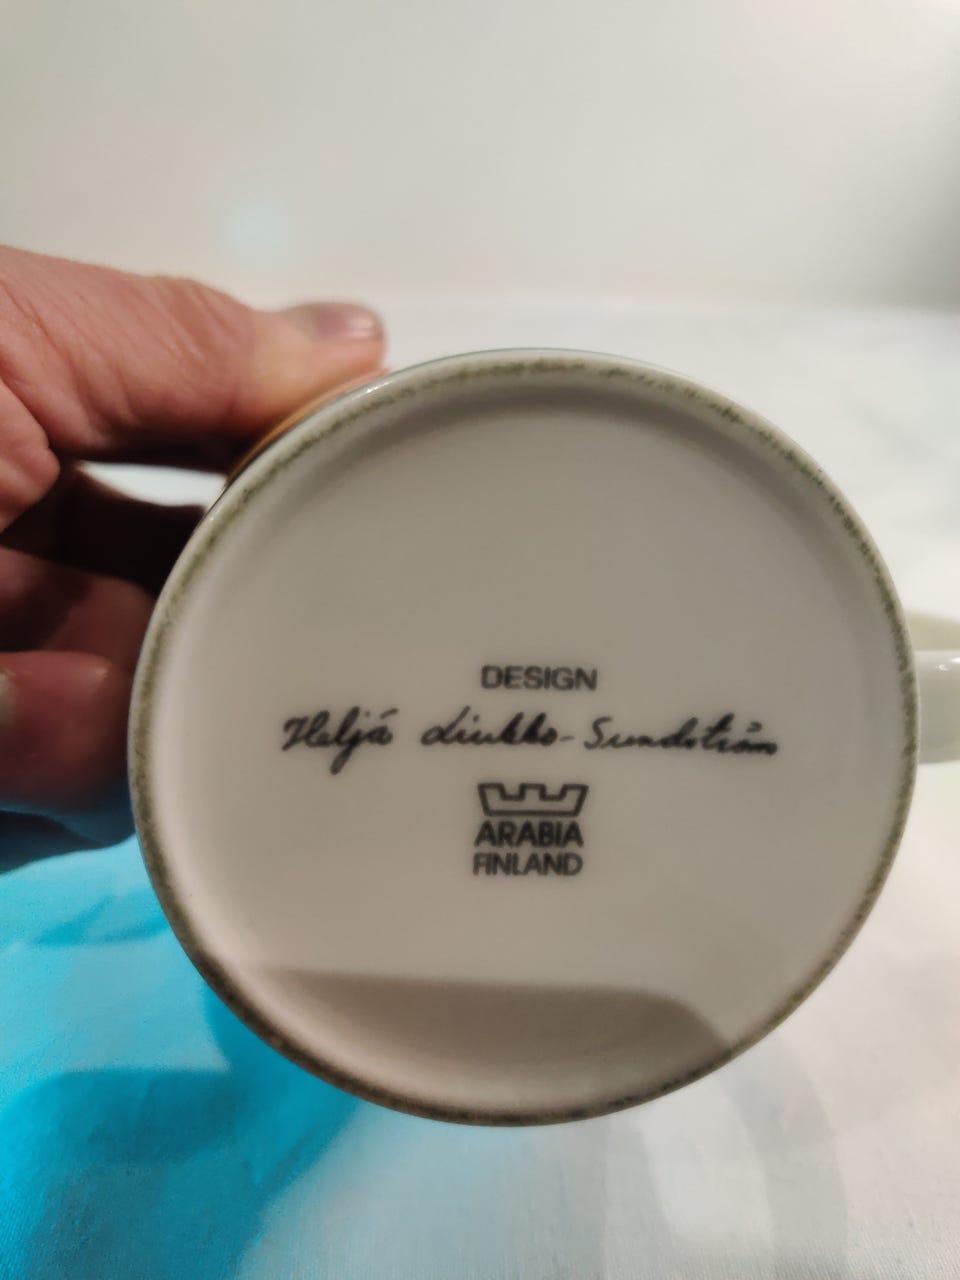 DESIGN
Heljä Liukko-Sundström
ARABIA
FINLAND